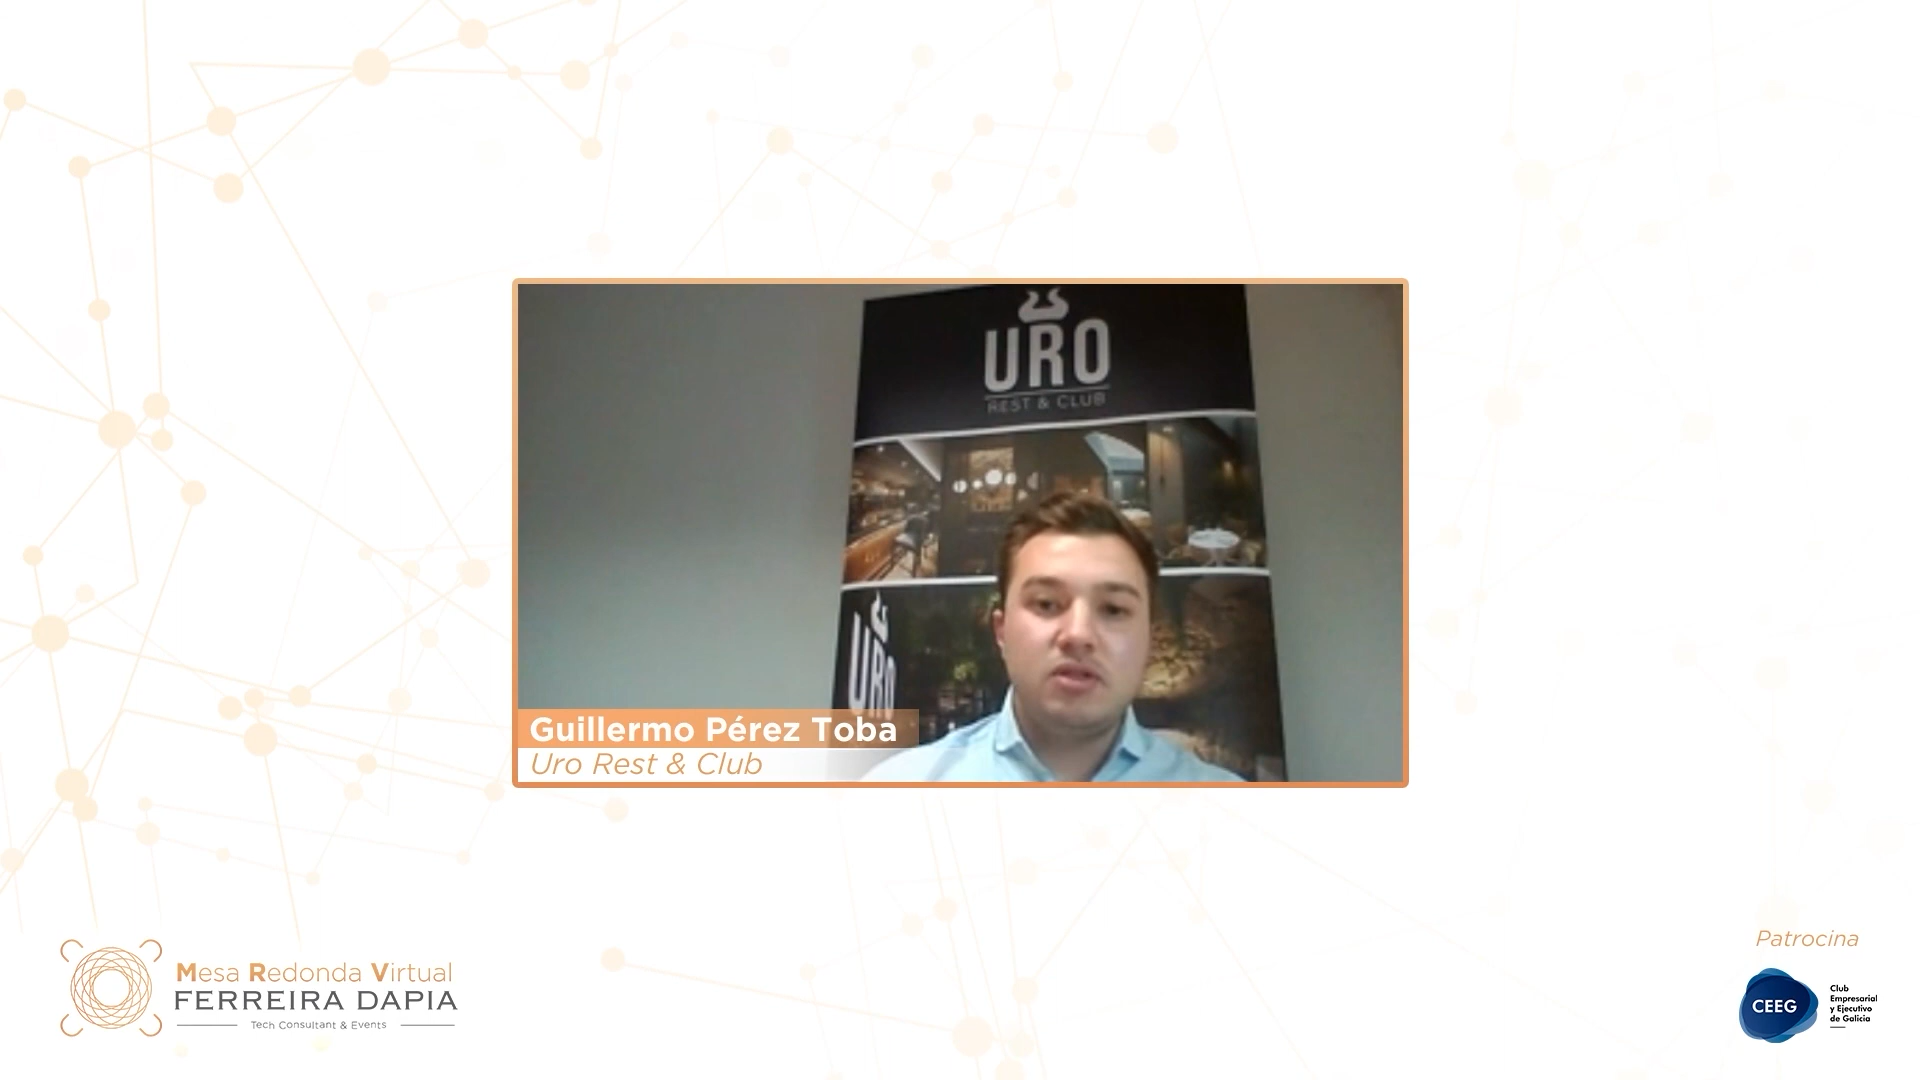 URO
REST & CLUB
URO
Guillermo Pérez Toba
Uro Rest & Club
Mesa Redonda Virtual
FERREIRA DAPIA
Tech Consultant & Events
Patrocina
CEEG
Club
Empresarial
y Ejecutivo
de Galicia